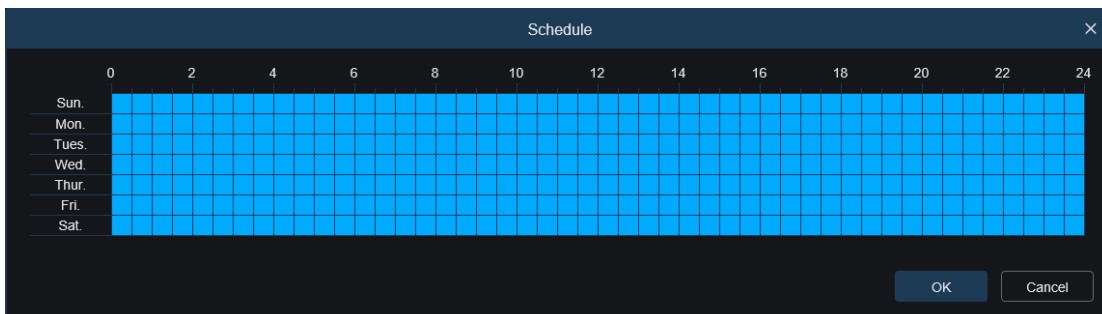 Schedule ×
0 2 4 6 8 10 12 14 16 18 20 22 24
Sun.
Mon.
Tues.
Wed.
Thur.
Fri.
Sat.
OK Cancel